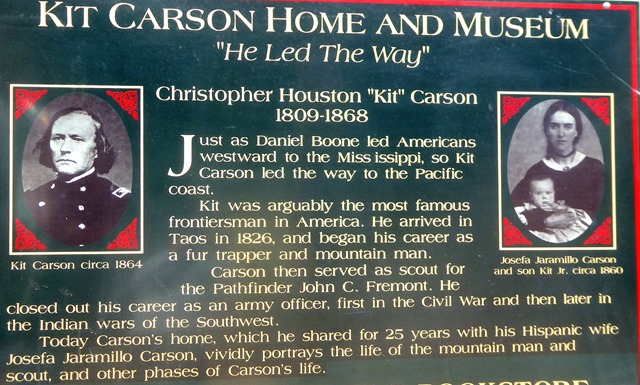 KIT CARSON HOME AND MUSEUM
"He Led The Way"
Christopher Houston "Kit" Carson
1809-1868
Just as Daniel Boone led Americans
westward to the Miss issippi, so Kit
Carson led the way to the Pacific
coast.
Kit was arguably the most famous
frontiersman in America. He arrived in
Taos in 1826, and began his career as
a fur trapper and mountain man.
Carson then served as scout for
the Pathfinder John C. Fremont. He
closed out his career as an army officer, first in the Civil War and then later in
the Indian wars of the Southwest.
Today Carson's home, which he shared for 25 years with his Hispanic wife
Josefa Jaramillo Carson, vividly portrays the life of the mountain man and
scout, and other phases of Carson's life.
Kit Carson circa 1864
Josefa Jaramillo Carson
and son Kit Jr. circa 1860
BOOKSTORE